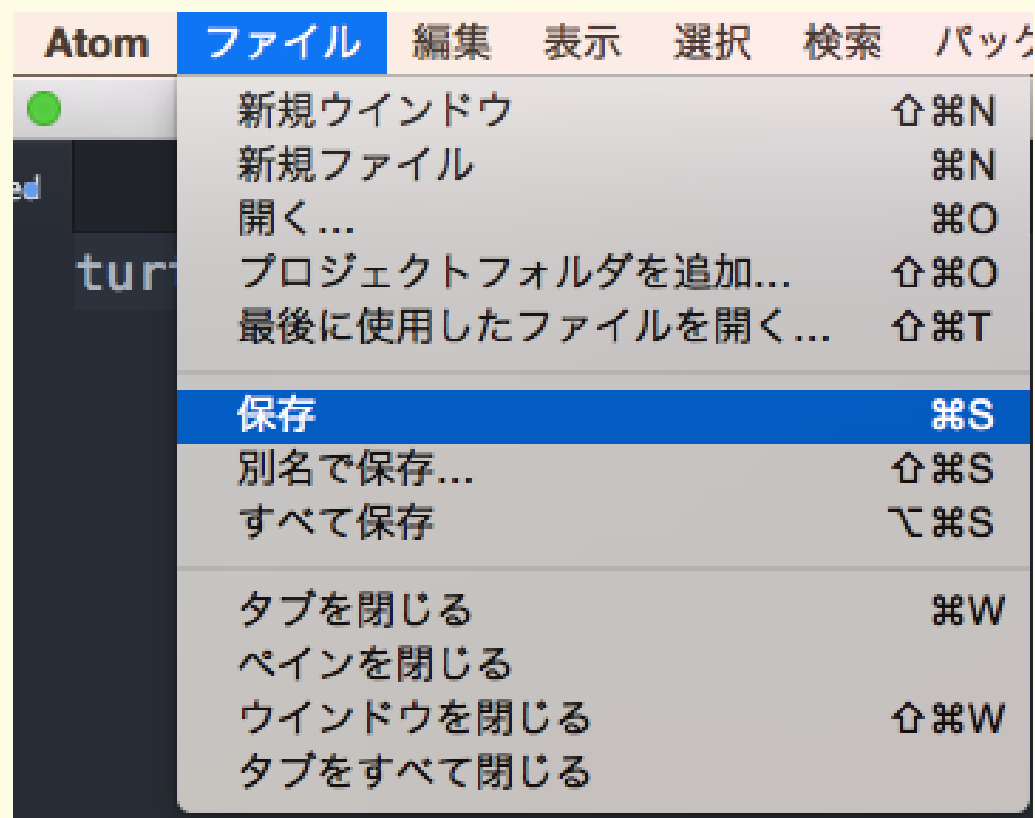 Atom ファイル 編集 表示 選択 検索 パッ
新規ウインドウ ⇧⌘N
新規ファイル ⌘N
開く... ⌘O
プロジェクトフォルダを追加... ⇧⌘O
最後に使用したファイルを開く... ⇧⌘T
保存 ⌘S
別名で保存... ⇧⌘S
すべて保存 ⌥⌘S
タブを閉じる ⌘W
ペインを閉じる
ウインドウを閉じる ⇧⌘W
タブをすべて閉じる
ed
tur